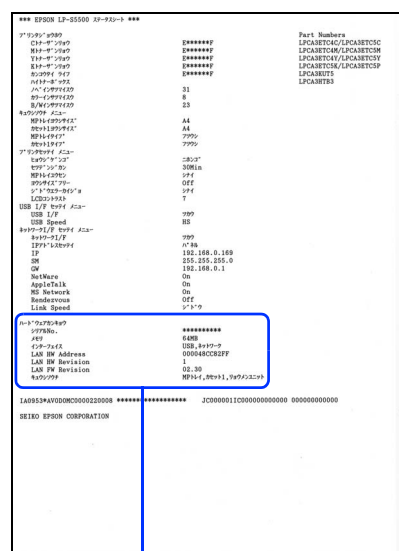 *** EPSON LP-S5500 ステータスシート ***
プリンタジョウホウ Part Numbers
Cトナーザンリョウ E******F LPCA3ETC4C/LPCA3ETC5C
Mトナーザンリョウ E******F LPCA3ETC4M/LPCA3ETC5M
Yトナーザンリョウ E******F LPCA3ETC4Y/LPCA3ETC5Y
Kトナーザンリョウ E******F LPCA3ETC5K/LPCA3ETC5P
カンコウタイ ライフ E******F LPCA3KUT5
ハイトナーボックス LPCA3HTB3
ノベインサツマイスウ 31
カラーインサツマイスウ 8
B/Wインサツマイスウ 23
キュウシソウチ メニュー
MPトレイヨウシサイズ A4
カセット1ヨウシサイズ A4
MPトレイタイプ フツウシ
カセット1タイプ フツウシ
プリンタセッテイ メニュー
ヒョウジゲンゴ ニホンゴ
セツデンジカン 30Min
MPトレイユウセン シナイ
ヨウシサイズフリー Off
ジドウエラーカイジョ シナイ
LCDコントラスト 7
USB I/F セッテイ メニュー
USB I/F ツカウ
USB Speed HS
ネットワークI/F セッテイ メニュー
ネットワークI/F ツカウ
IPアドレスセッテイ パネル
IP 192.168.0.169
SM 255.255.255.0
GW 192.168.0.1
NetWare On
AppleTalk On
MS Network On
Rendezvous Off
Link Speed ジドウ
ハードウェアカンキョウ
シリアルNo. **********
メモリ 64MB
インターフェイス USB,ネットワーク
LAN HW Address 000048CCB2FF
LAN HW Revision 1
LAN FW Revision 02.30
キュウシソウチ MPトレイ,カセット1,リョウメンユニット
IA0953*AV0D0MC0000220008 ****************** JC000001IC000000000000 000000000000
SEIKO EPSON CORPORATION